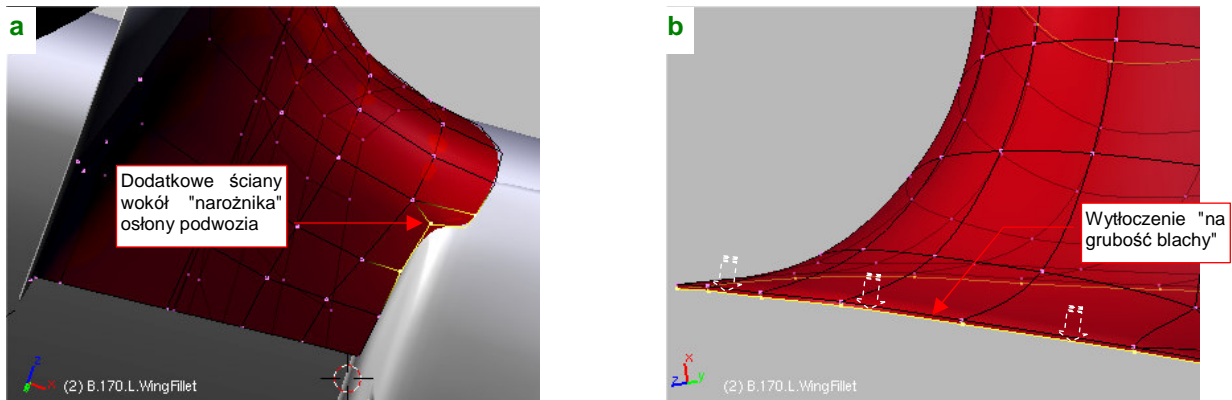 a
Dodatkowe ściany
wokół "narożnika"
osłony podwozia
z
x
(2) B.170.L.WingFillet
b
Wytłoczenie "na
grubość blachy"
x
z
y
(2) B.170.L.WingFillet